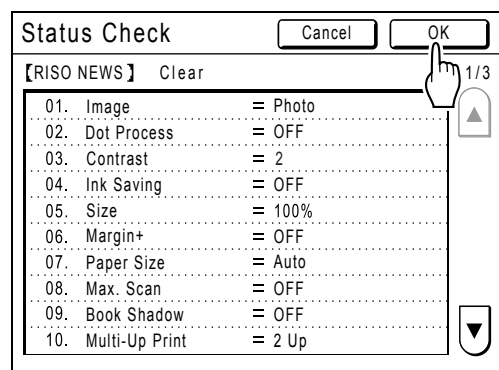 Status Check Cancel OK
【RISO NEWS】 Clear 1/3
01. Image = Photo
02. Dot Process = OFF
03. Contrast = 2
04. Ink Saving = OFF
05. Size = 100%
06. Margin+ = OFF
07. Paper Size = Auto
08. Max. Scan = OFF
09. Book Shadow = OFF
10. Multi-Up Print = 2 Up